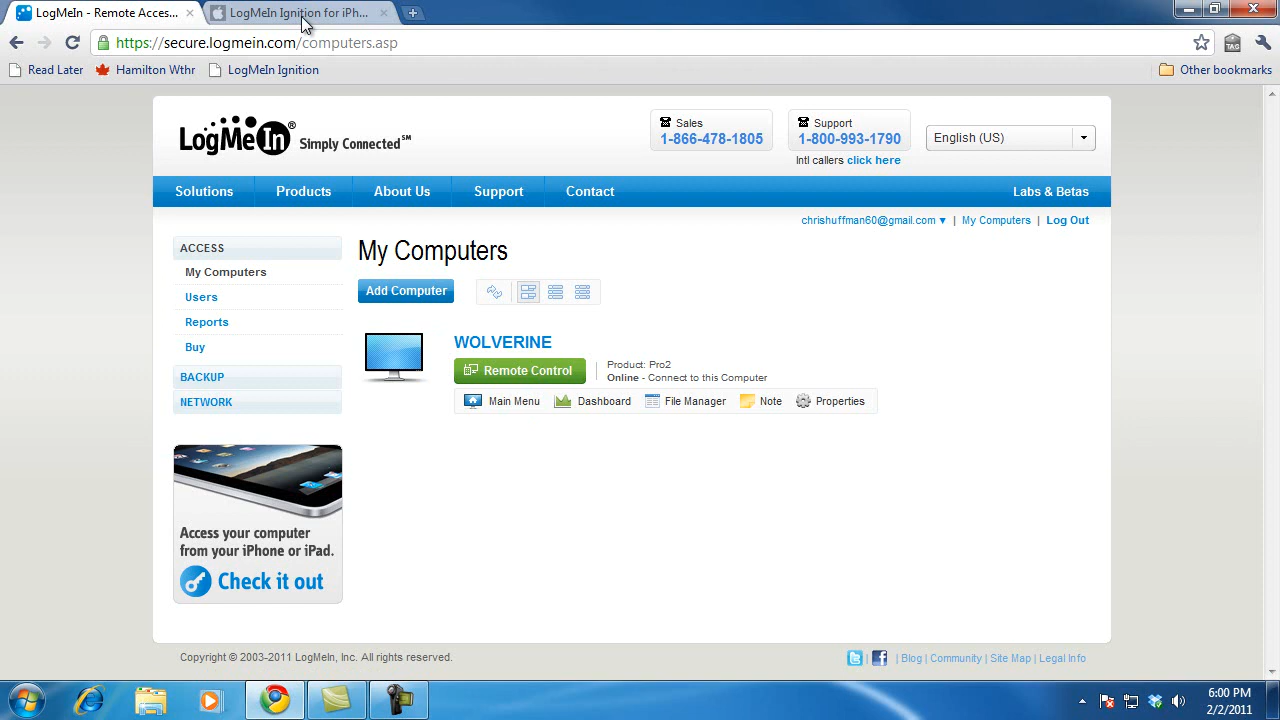 LogMeIn - Remote Acces...
LogMeIn Ignition for iPh...
https://secure.logmein.com/computers.asp
TAG
Read Later
Hamilton Wthr
LogMeIn Ignition
Other bookmarks
LogMeIn® Simply Connected℠
Sales
1-866-478-1805
Support
1-800-993-1790
Intl callers click here
English (US)
Solutions
Products
About Us
Support
Contact
Labs & Betas
chrishuffman60@gmail.com ▼ | My Computers | Log Out
ACCESS
My Computers
Users
Reports
Buy
BACKUP
NETWORK
Access your computer
from your iPhone or iPad.
Check it out
My Computers
Add Computer
WOLVERINE
Remote Control
Product: Pro2
Online - Connect to this Computer
Main Menu
Dashboard
File Manager
Note
Properties
Copyright © 2003-2011 LogMeIn, Inc. All rights reserved.
| | Blog | Community | Site Map | Legal Info
6:00 PM
2/2/2011